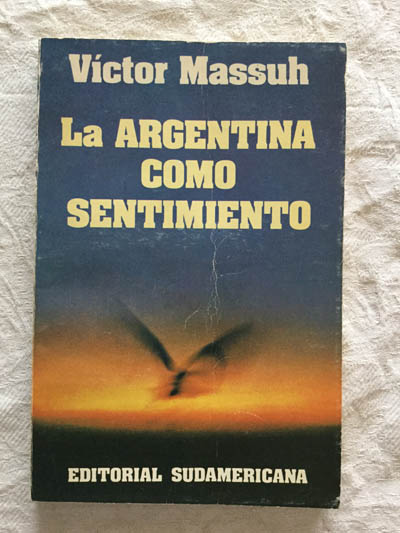 Víctor Massuh
La ARGENTINA
COMO
SENTIMIENTO
EDITORIAL SUDAMERICANA